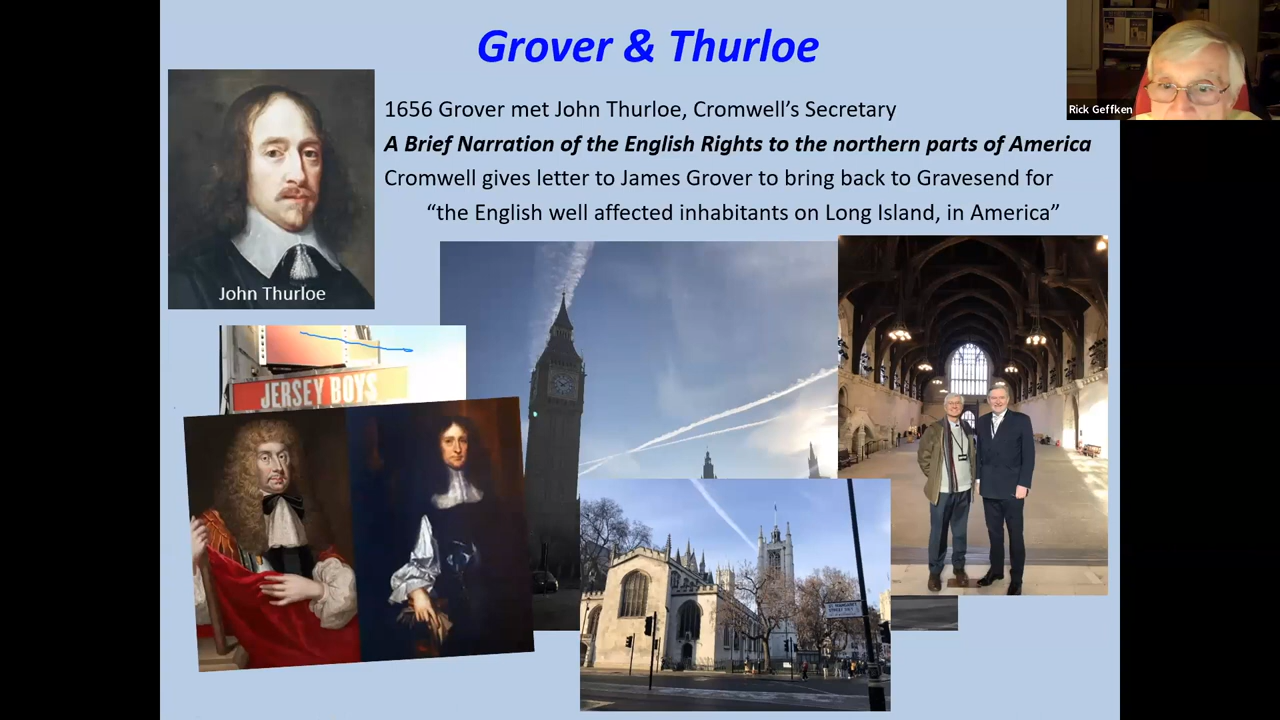 Grover & Thurloe
Rick Geffken
1656 Grover met John Thurloe, Cromwell’s Secretary
A Brief Narration of the English Rights to the northern parts of America
Cromwell gives letter to James Grover to bring back to Gravesend for
“the English well affected inhabitants on Long Island, in America”
John Thurloe
JERSEY BOYS